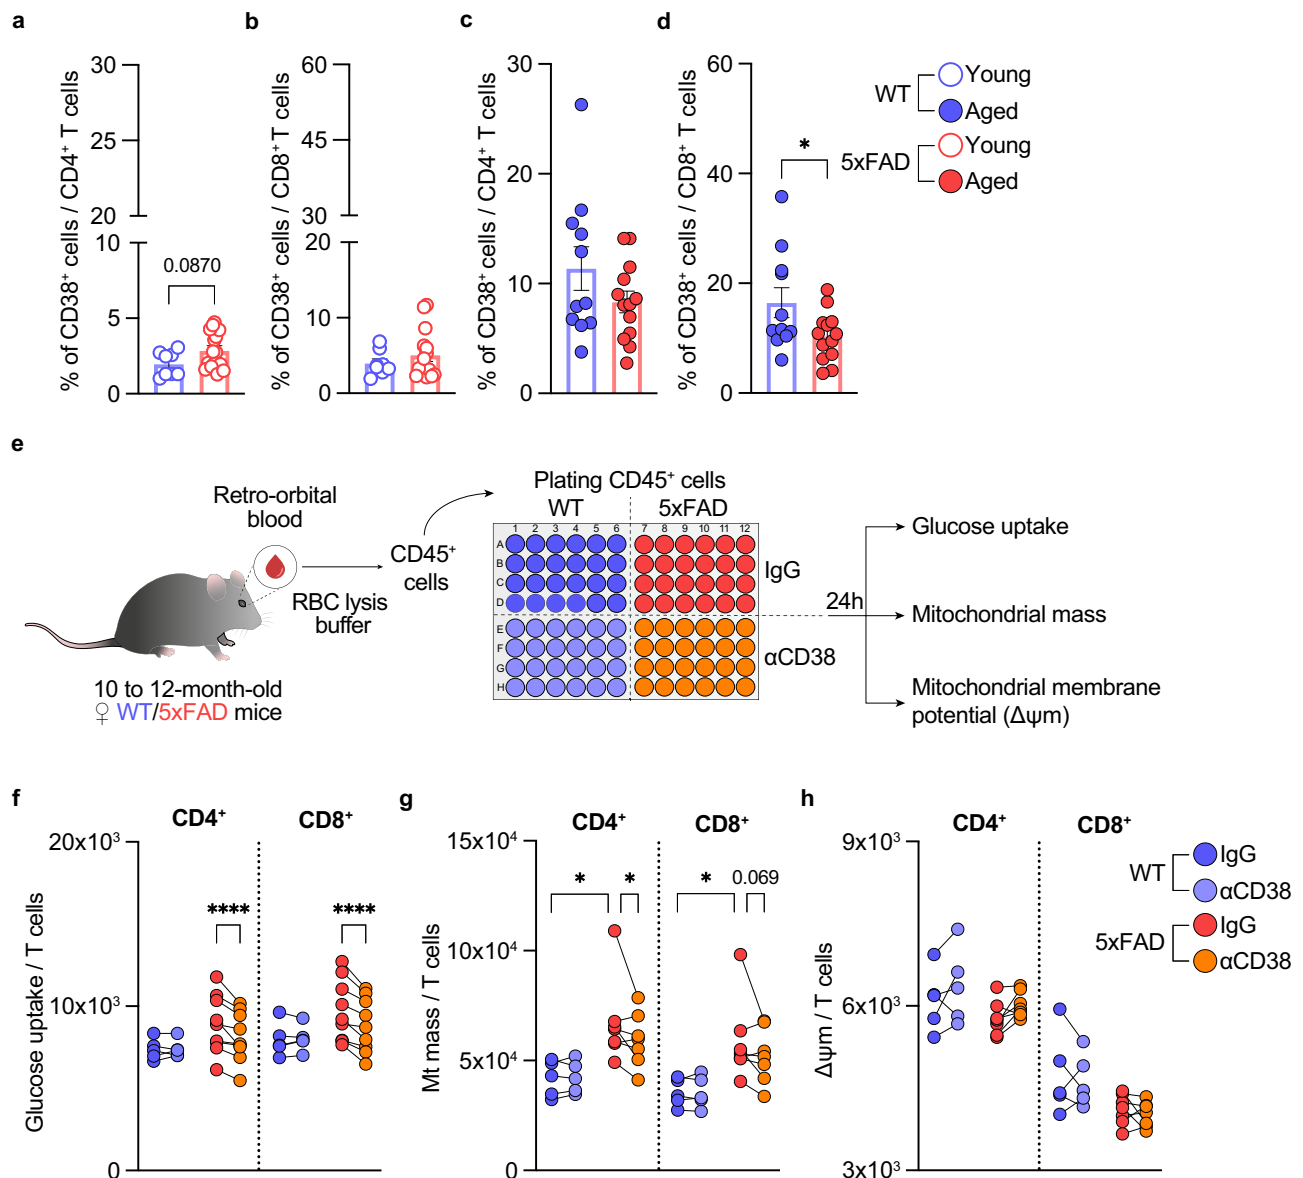 a
b
c
d
% of CD38⁺ cells / CD4⁺ T cells
30
25
20
10
5
0
0.0870
% of CD38⁺ cells / CD8⁺ T cells
60
45
30
20
10
0
% of CD38⁺ cells / CD4⁺ T cells
30
20
10
0
% of CD38⁺ cells / CD8⁺ T cells
60
40
20
0
*
WT
Young
Aged
5xFAD
Young
Aged
e
Retro-orbital
blood
RBC lysis
buffer
CD45⁺
cells
10 to 12-month-old
♀ WT/5xFAD mice
Plating CD45⁺ cells
WT
5xFAD
1 2 3 4 5 6 7 8 9 10 11 12
A
B
C
D
E
F
G
H
IgG
αCD38
24h
Glucose uptake
Mitochondrial mass
Mitochondrial membrane
potential (Δψm)
f
CD4⁺
CD8⁺
Glucose uptake / T cells
20x10³
10x10³
0
****
****
g
CD4⁺
CD8⁺
Mt mass / T cells
15x10⁴
10x10⁴
5x10⁴
0
*
*
*
0.069
h
CD4⁺
CD8⁺
Δψm / T cells
9x10³
6x10³
3x10³
WT
IgG
αCD38
5xFAD
IgG
αCD38